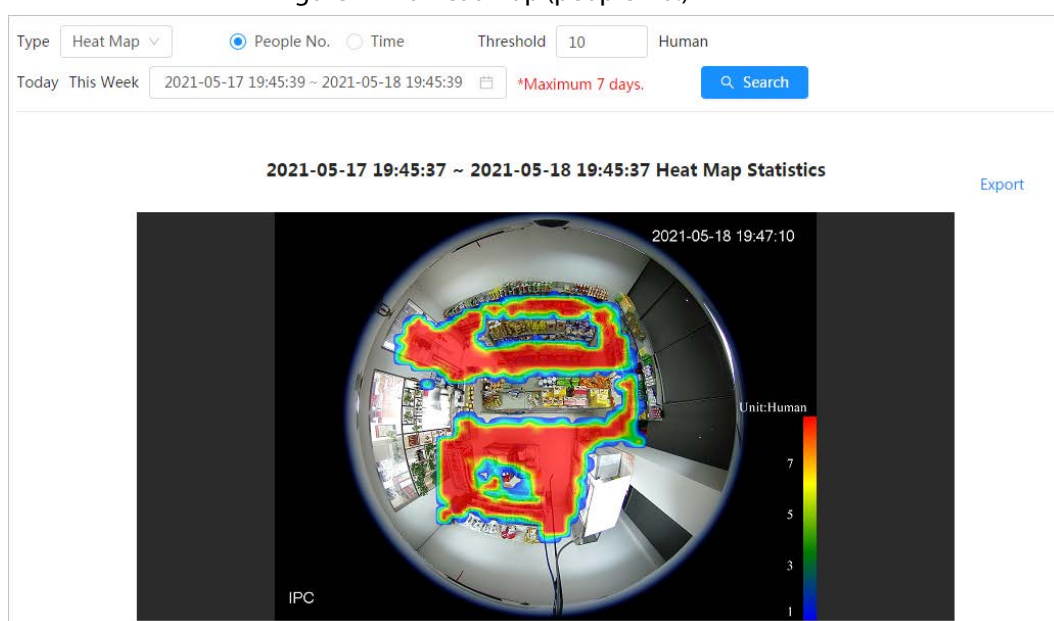 Type Heat Map People No. Time Threshold 10 Human
Today This Week 2021-05-17 19:45:39 ~ 2021-05-18 19:45:39 *Maximum 7 days. Search
2021-05-17 19:45:37 ~ 2021-05-18 19:45:37 Heat Map Statistics
Export
2021-05-18 19:47:10
Unit:Human
7
5
3
IPC
1